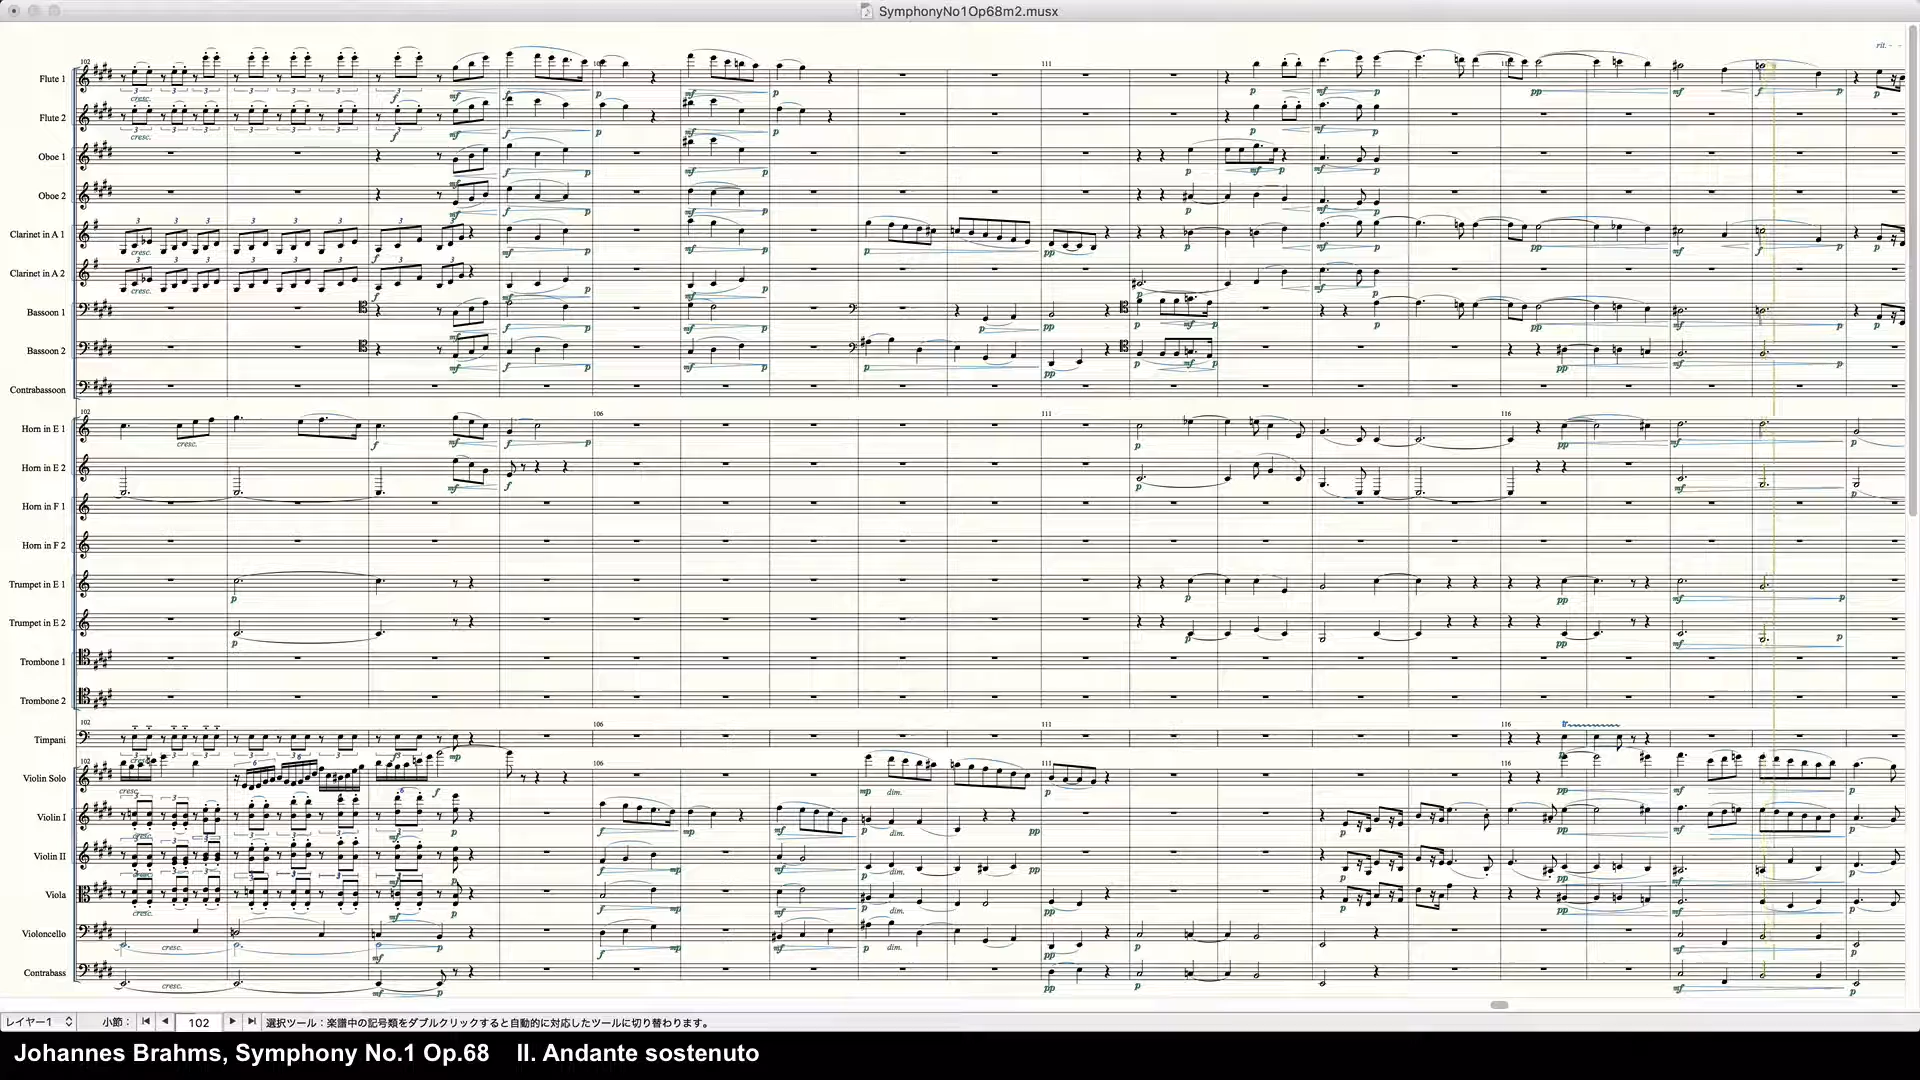 SymphonyNo1Op68m2.musx
rit.
Flute 1
Flute 2
Oboe 1
Oboe 2
Clarinet in A 1
Clarinet in A 2
Bassoon 1
Bassoon 2
Contrabassoon
Horn in E 1
Horn in E 2
Horn in F 1
Horn in F 2
Trumpet in E 1
Trumpet in E 2
Trombone 1
Trombone 2
Timpani
Violin Solo
Violin I
Violin II
Viola
Violoncello
Contrabass
レイヤー1 小節： 102 選択ツール：楽譜中の記号類をダブルクリックすると自動的に対応したツールに切り替わります。
Johannes Brahms, Symphony No.1 Op.68 II. Andante sostenuto